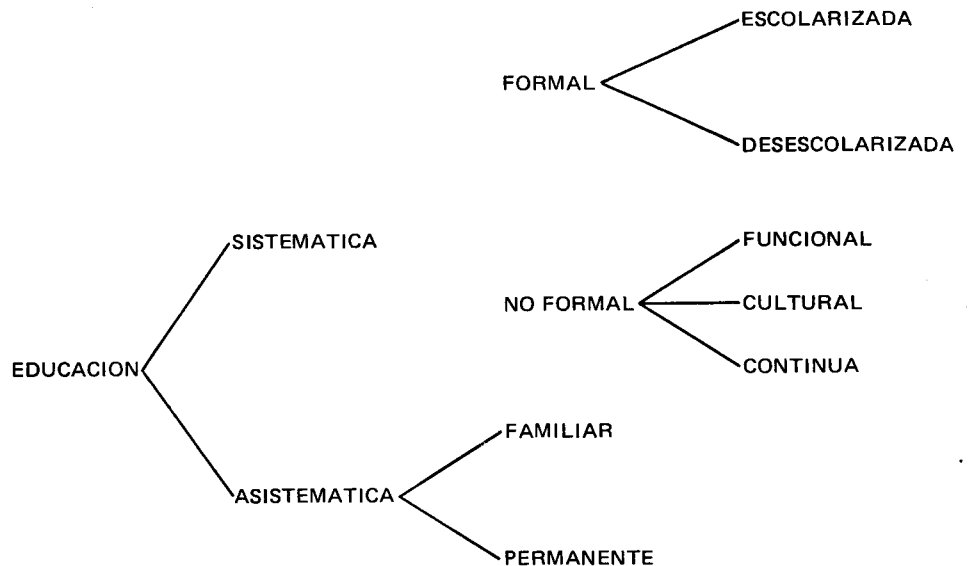 ESCOLARIZADA
FORMAL
DESESCOLARIZADA
SISTEMATICA
FUNCIONAL
NO FORMAL
CULTURAL
EDUCACION
CONTINUA
FAMILIAR
ASISTEMATICA
PERMANENTE